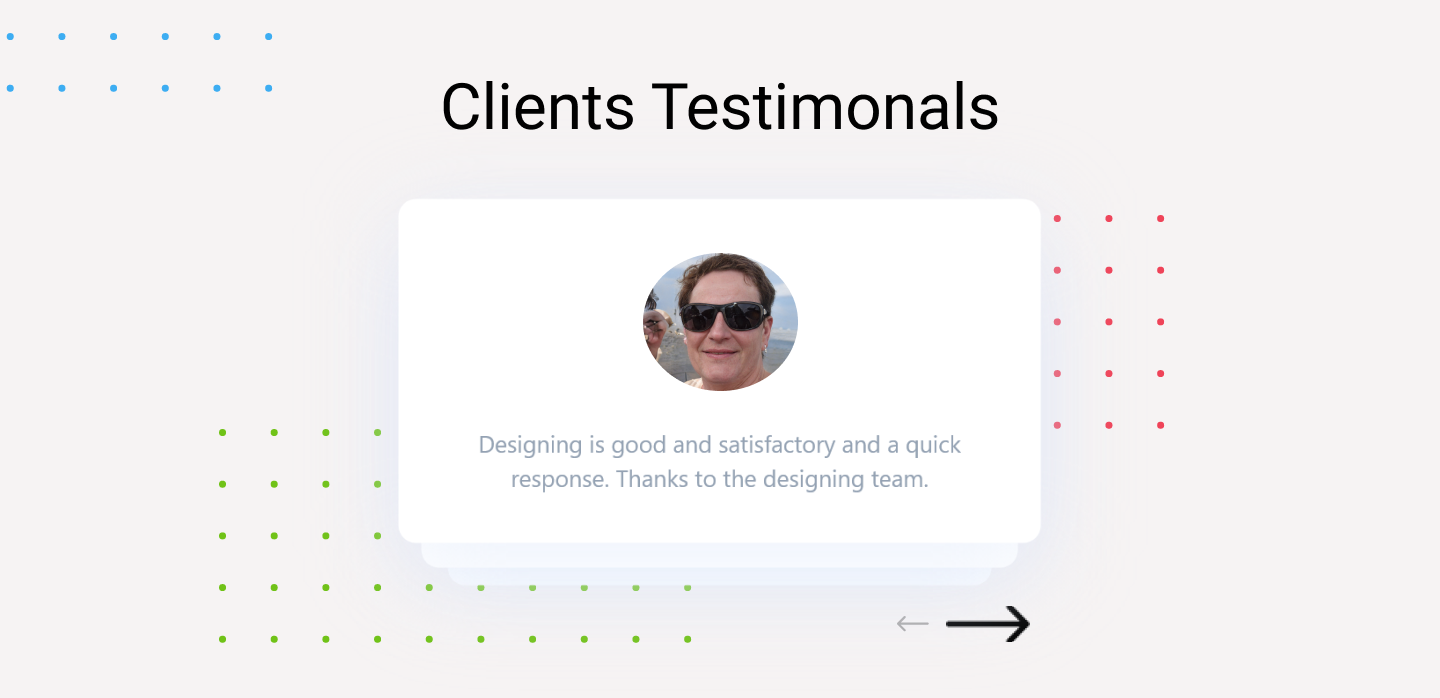 Clients Testimonals
Designing is good and satisfactory and a quick
response. Thanks to the designing team.